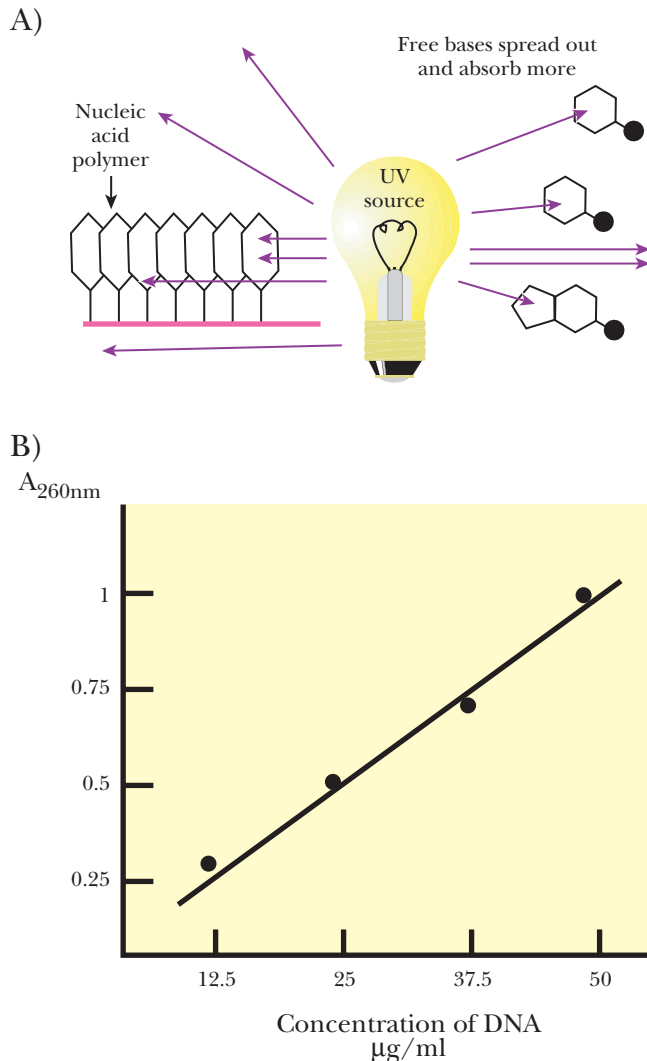 A)
Free bases spread out
and absorb more
Nucleic
acid
polymer
UV
source
B)
A260nm
1
0.75
0.5
0.25
12.5 25 37.5 50
Concentration of DNA
µg/ml